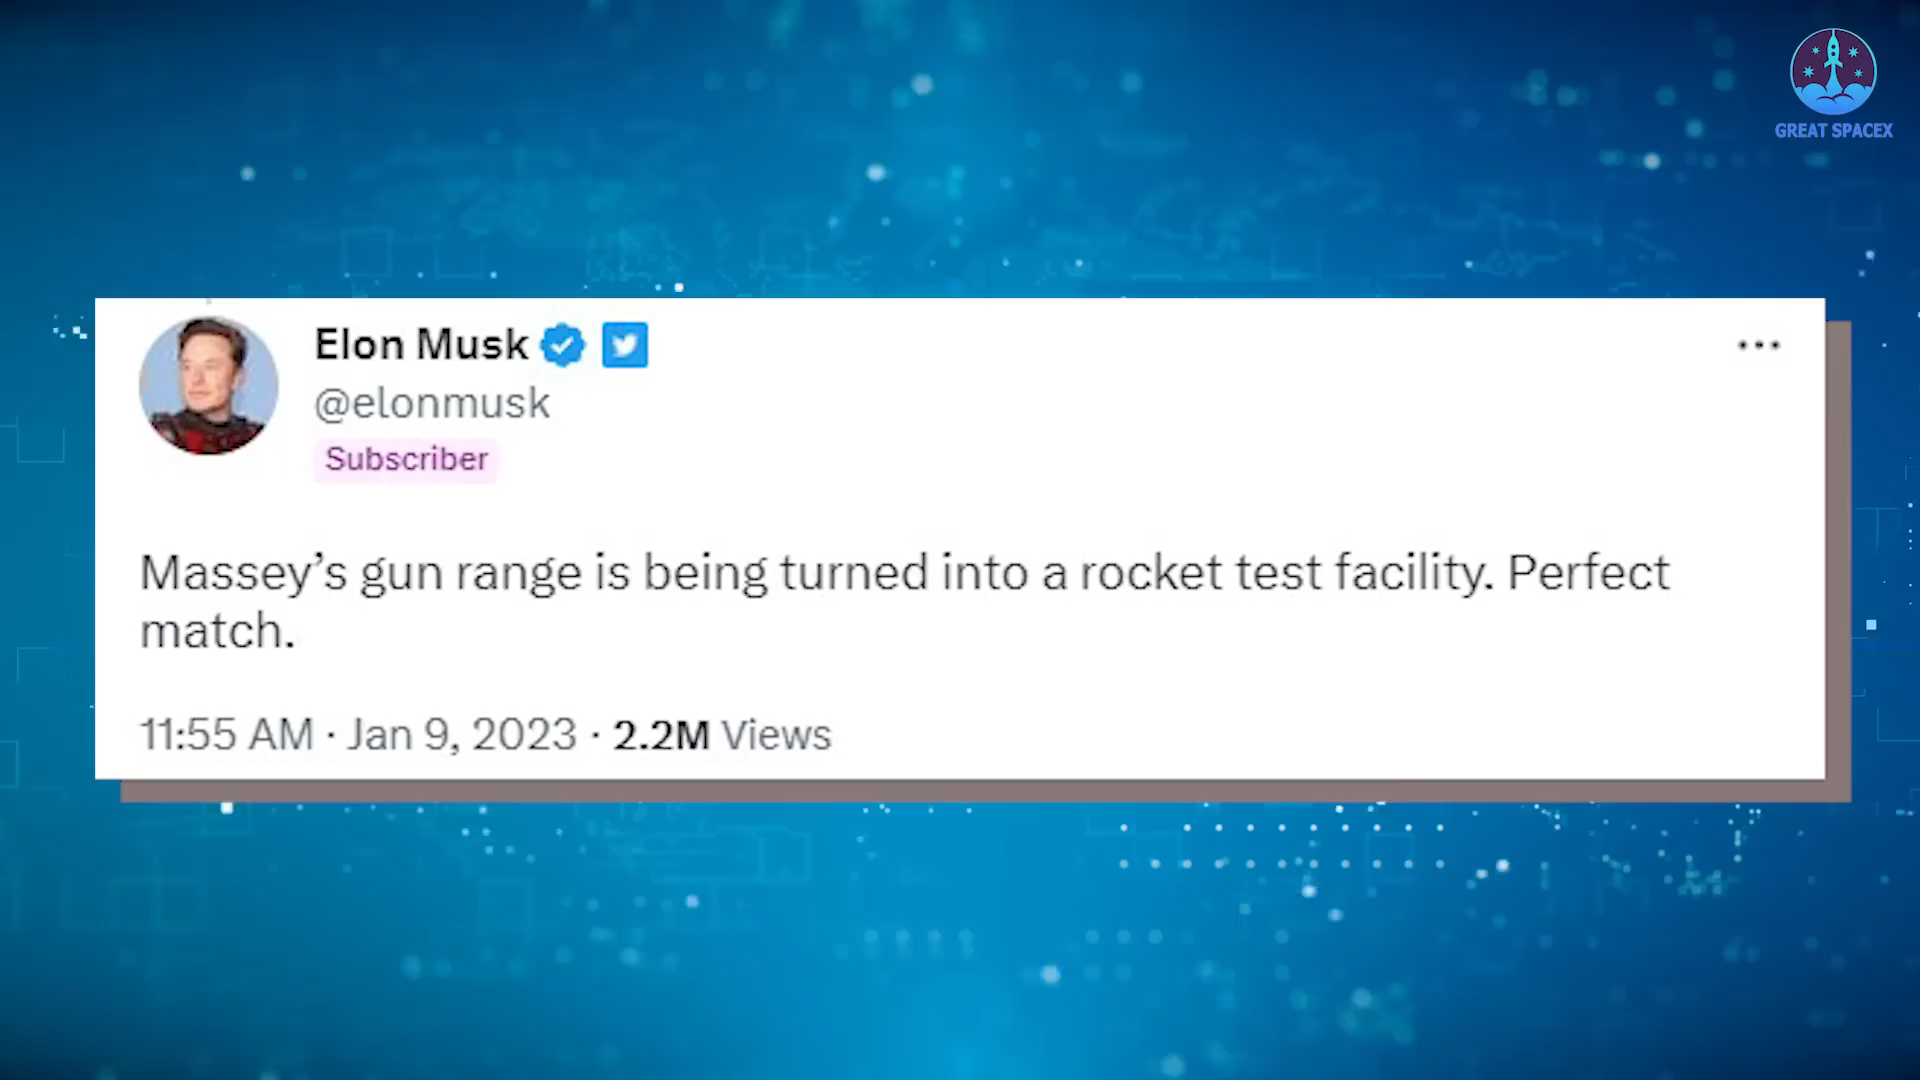 GREAT SPACEX
Elon Musk
@elonmusk
Subscriber
Massey’s gun range is being turned into a rocket test facility. Perfect
match.
11:55 AM · Jan 9, 2023 · 2.2M Views